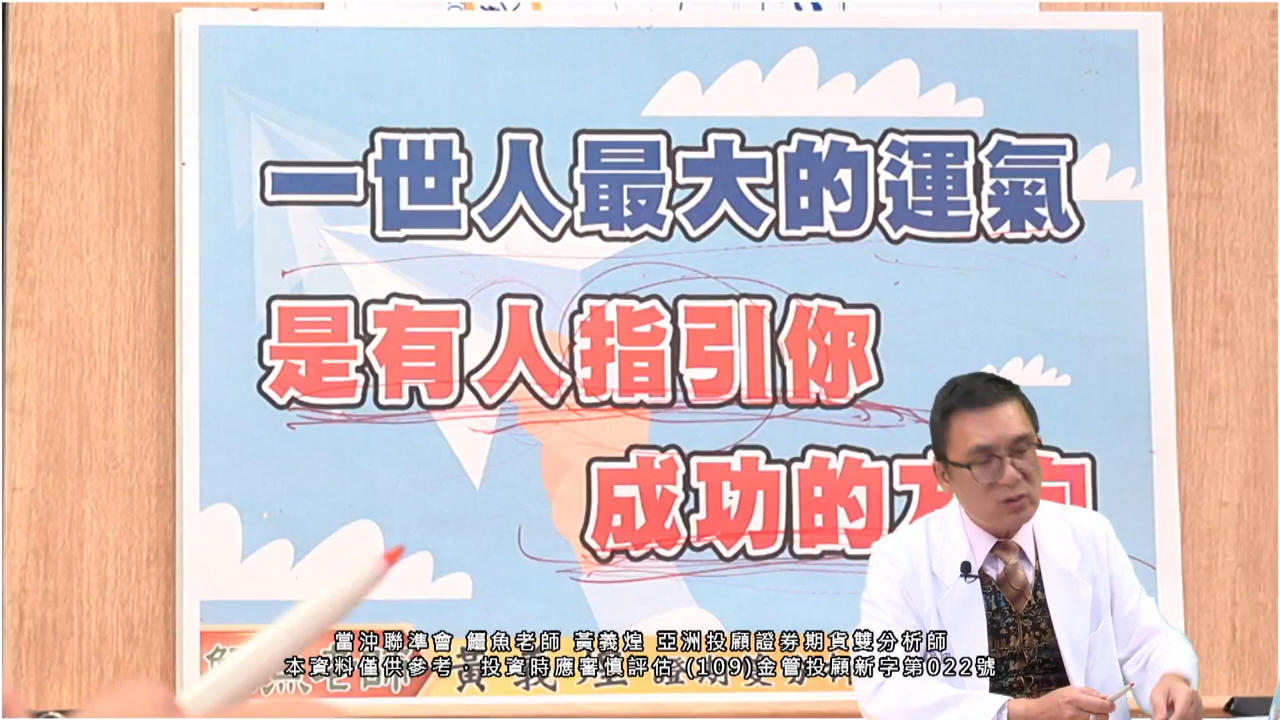 一世人最大的運氣
是有人指引你
成功的方向
當沖聯準會 鱷魚老師 黃義煌 亞洲投顧證券期貨雙分析師
本資料僅供參考，投資時應審慎評估 (109)金管投顧新字第022號